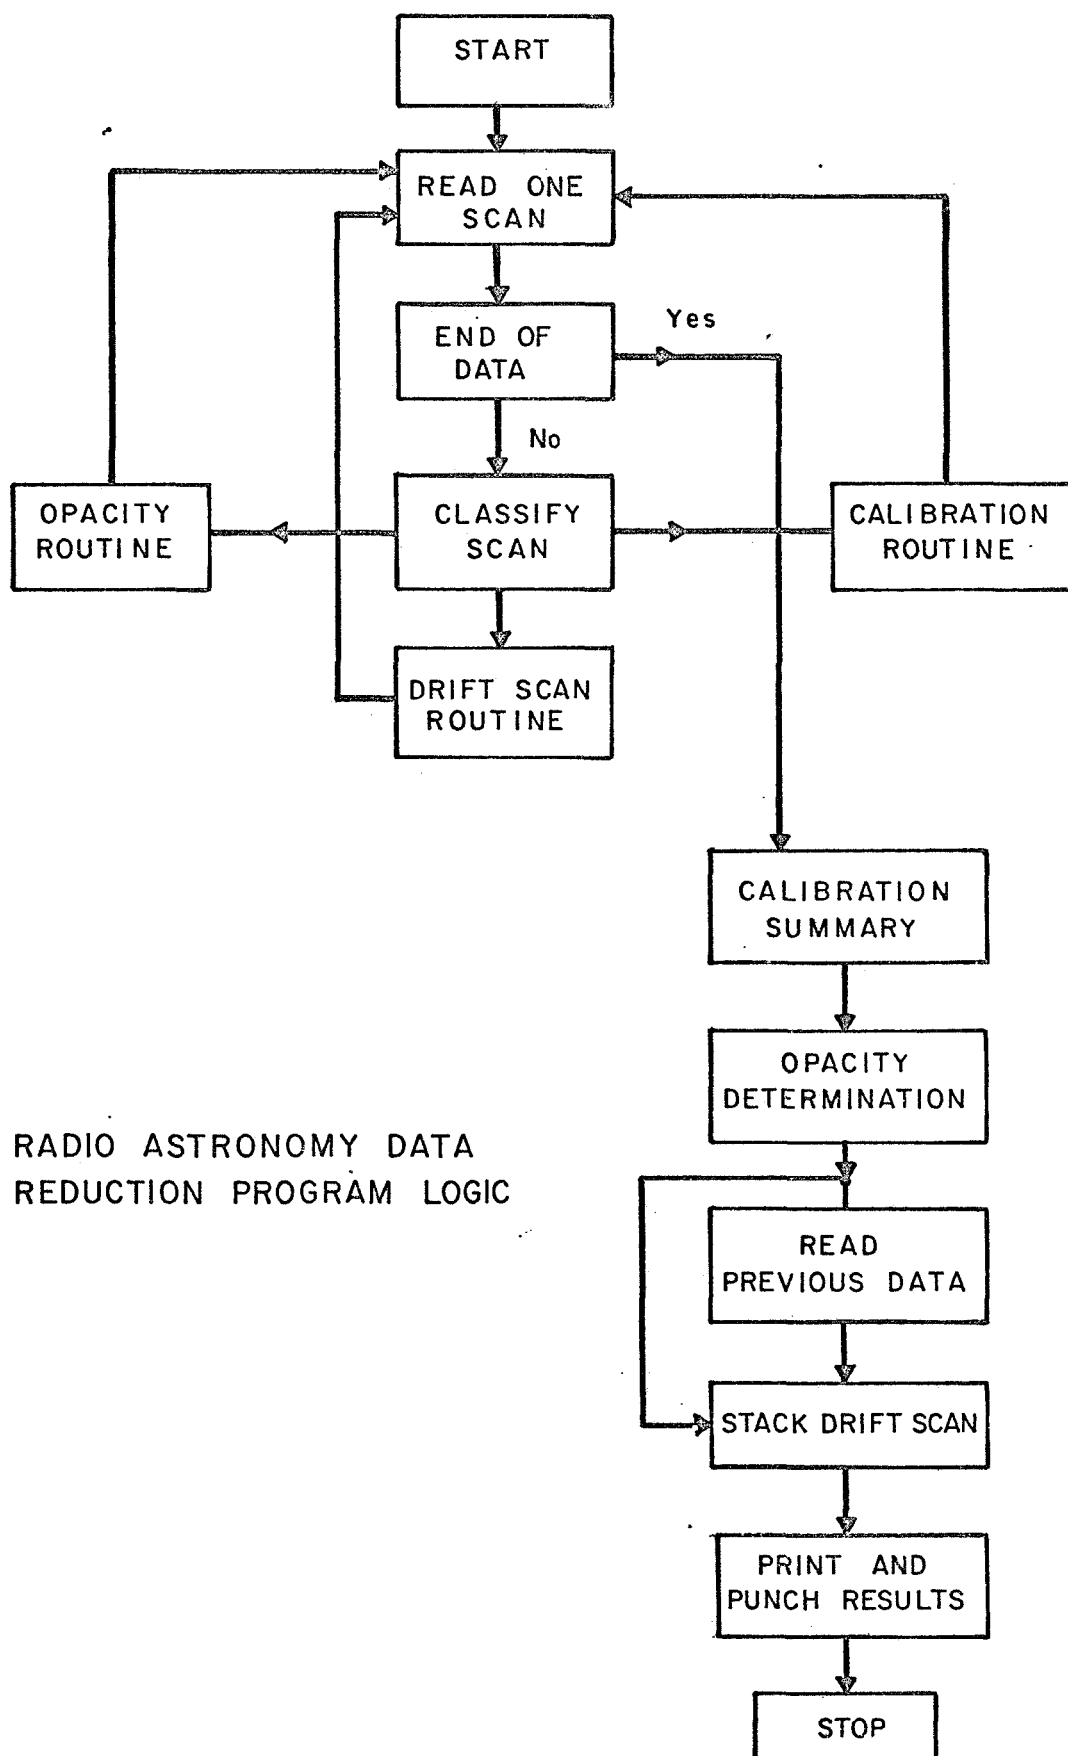 START
READ ONE
SCAN
END OF
DATA
Yes
No
OPACITY
ROUTINE
CLASSIFY
SCAN
CALIBRATION
ROUTINE
DRIFT SCAN
ROUTINE
CALIBRATION
SUMMARY
OPACITY
DETERMINATION
RADIO ASTRONOMY DATA
REDUCTION PROGRAM LOGIC
READ
PREVIOUS DATA
STACK DRIFT SCAN
PRINT AND
PUNCH RESULTS
STOP